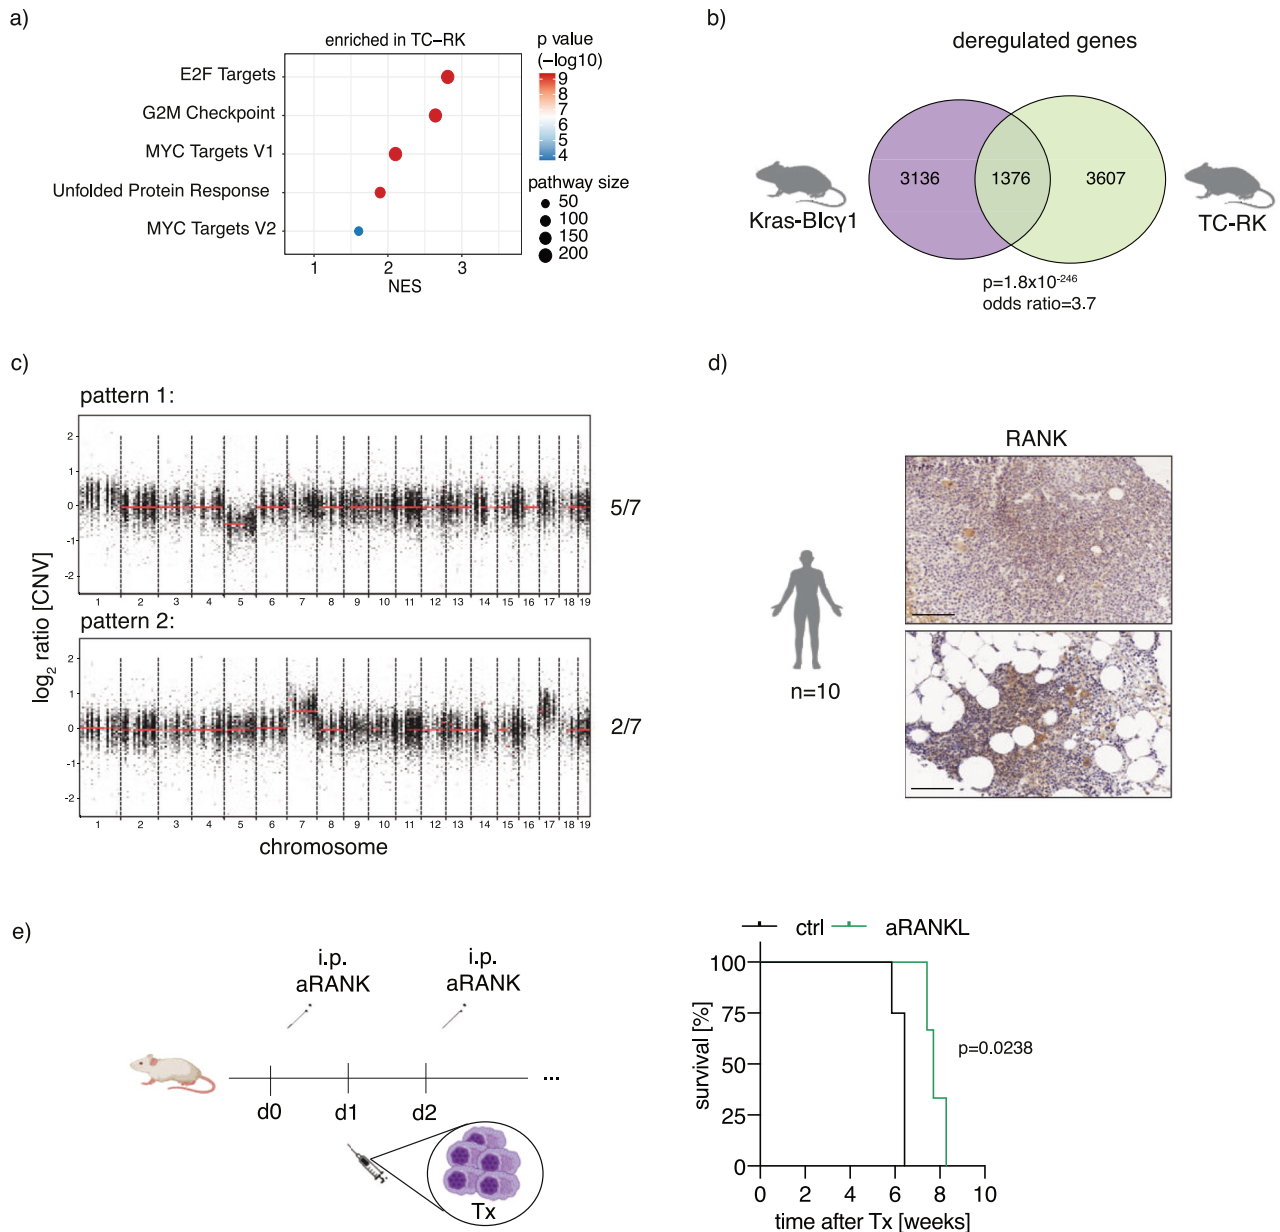 a)
enriched in TC−RK
E2F Targets
G2M Checkpoint
MYC Targets V1
Unfolded Protein Response
MYC Targets V2
1 2 3
NES
p value
(−log10)
9
8
7
6
5
4
pathway size
50
100
150
200
b)
deregulated genes
3136 1376 3607
Kras-Blcγ1
TC-RK
p=1.8x10⁻²⁴⁶
odds ratio=3.7
c)
pattern 1:
2
1
0
-1
-2
1 2 3 4 5 6 7 8 9 10 11 12 13 14 15 16 17 18 19
5/7
pattern 2:
2
1
0
-1
-2
1 2 3 4 5 6 7 8 9 10 11 12 13 14 15 16 17 18 19
2/7
log₂ ratio [CNV]
chromosome
d)
RANK
n=10
e)
i.p.
aRANK
i.p.
aRANK
d0 d1 d2 ...
Tx
ctrl aRANKL
100
75
50
25
0
survival [%]
p=0.0238
0 2 4 6 8 10
time after Tx [weeks]